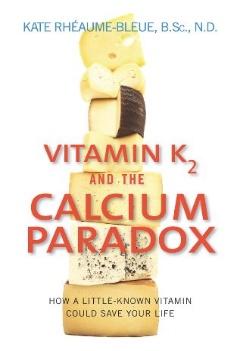 KATE RHÉAUME-BLEUE, B.Sc., N.D.
VITAMIN K2
AND THE
CALCIUM
PARADOX
HOW A LITTLE-KNOWN VITAMIN
COULD SAVE YOUR LIFE